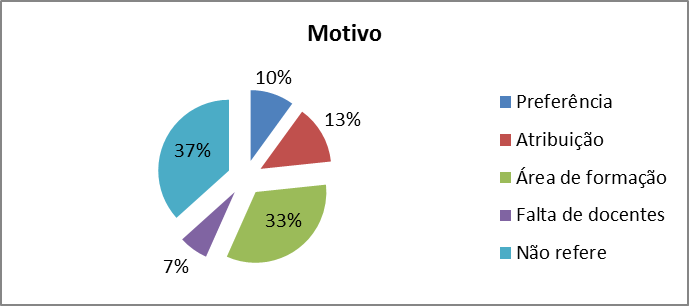 Motivo
10%
13%
33%
7%
37%
Preferência
Atribuição
Área de formação
Falta de docentes
Não refere